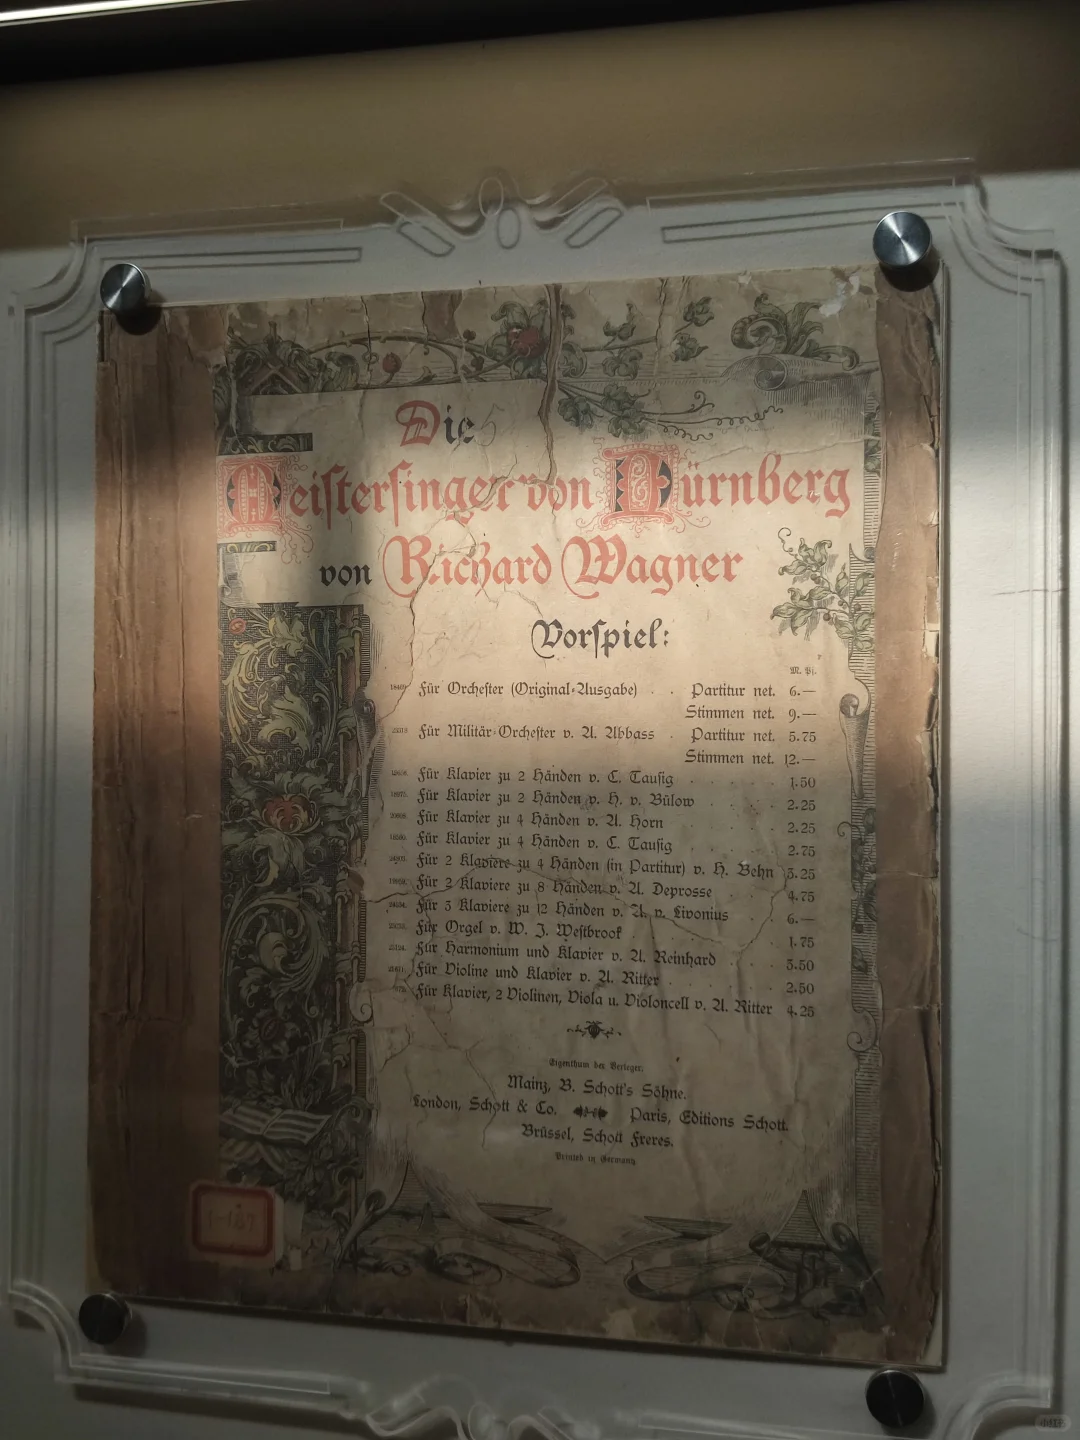 Die
Meisterſinger von Nürnberg
von Richard Wagner
Vorſpiel:
M. Pf.
Für Orcheſter (Original-Ausgabe) . . Partitur net. 6.—
Stimmen net. 9.—
Für Militär-Orcheſter v. A. Abbass . Partitur net. 5.75
Stimmen net. 12.—
Für Klavier zu 2 Händen v. C. Tauſig . . . . . 1.50
Für Klavier zu 2 Händen v. H. v. Bülow . . . . 2.25
Für Klavier zu 4 Händen v. A. Horn . . . . 2.25
Für Klavier zu 4 Händen v. C. Tauſig . . . . . 2.75
Für 2 Klaviere zu 4 Händen (in Partitur) v. H. Behn 3.25
Für 2 Klaviere zu 8 Händen v. A. Deprosse . . . 4.75
Für 3 Klaviere zu 12 Händen v. A. v. Livonius . . 6.—
Für Orgel v. W. J. Weſtbrook . . . . . 1.75
Für Harmonium und Klavier v. A. Reinhard . . . 3.50
Für Violine und Klavier v. A. Ritter . . . . . 2.50
Für Klavier, 2 Violinen, Viola u. Violoncell v. A. Ritter 4.25
Eigenthum der Verleger.
Mainz, B. Schott's Söhne.
London, Schott & Co. Paris, Editions Schott.
Brüssel, Schott Freres.
Printed in Germany
小红书